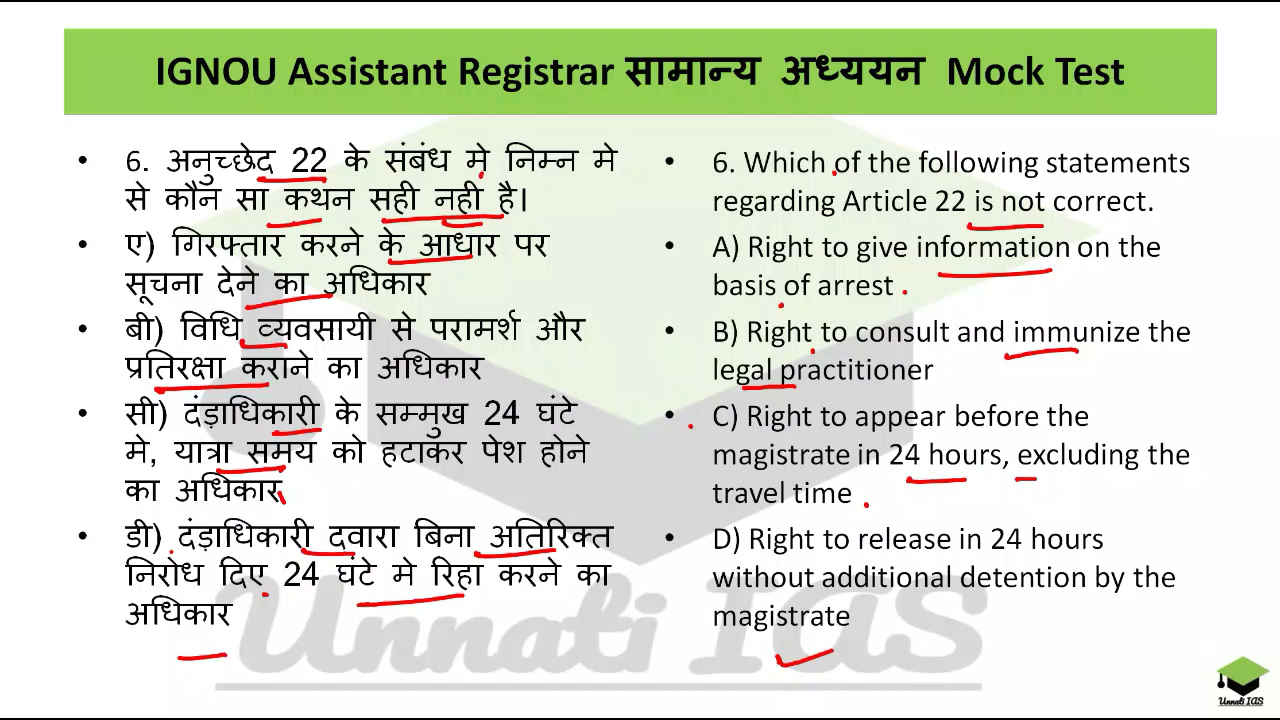 IGNOU Assistant Registrar सामान्य अध्ययन Mock Test
• 6. अनुच्छेद 22 के संबंध मे निम्न मे
से कौन सा कथन सही नही है।
• ए) गिरफ्तार करने के आधार पर
सूचना देने का अधिकार
• बी) विधि व्यवसायी से परामर्श और
प्रतिरक्षा कराने का अधिकार
• सी) दंड़ाधिकारी के सम्मुख 24 घंटे
मे, यात्रा समय को हटाकर पेश होने
का अधिकार
• डी) दंड़ाधिकारी दवारा बिना अतिरिक्त
निरोध दिए 24 घंटे मे रिहा करने का
अधिकार
• 6. Which of the following statements
regarding Article 22 is not correct.
• A) Right to give information on the
basis of arrest
• B) Right to consult and immunize the
legal practitioner
• C) Right to appear before the
magistrate in 24 hours, excluding the
travel time
• D) Right to release in 24 hours
without additional detention by the
magistrate
Unnati IAS
Unnati IAS